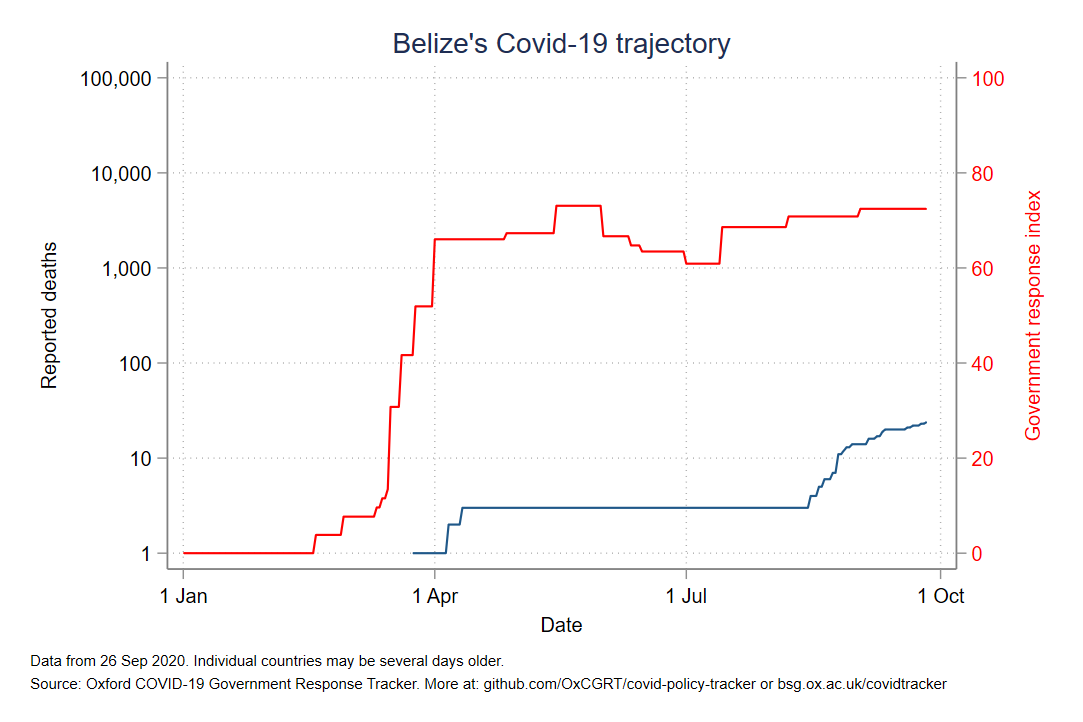 Belize's Covid-19 trajectory
100,000
10,000
1,000
100
10
1
Reported deaths
100
80
60
40
20
0
Government response index
1 Jan
1 Apr
1 Jul
1 Oct
Date
Data from 26 Sep 2020. Individual countries may be several days older.
Source: Oxford COVID-19 Government Response Tracker. More at: github.com/OxCGRT/covid-policy-tracker or bsg.ox.ac.uk/covidtracker